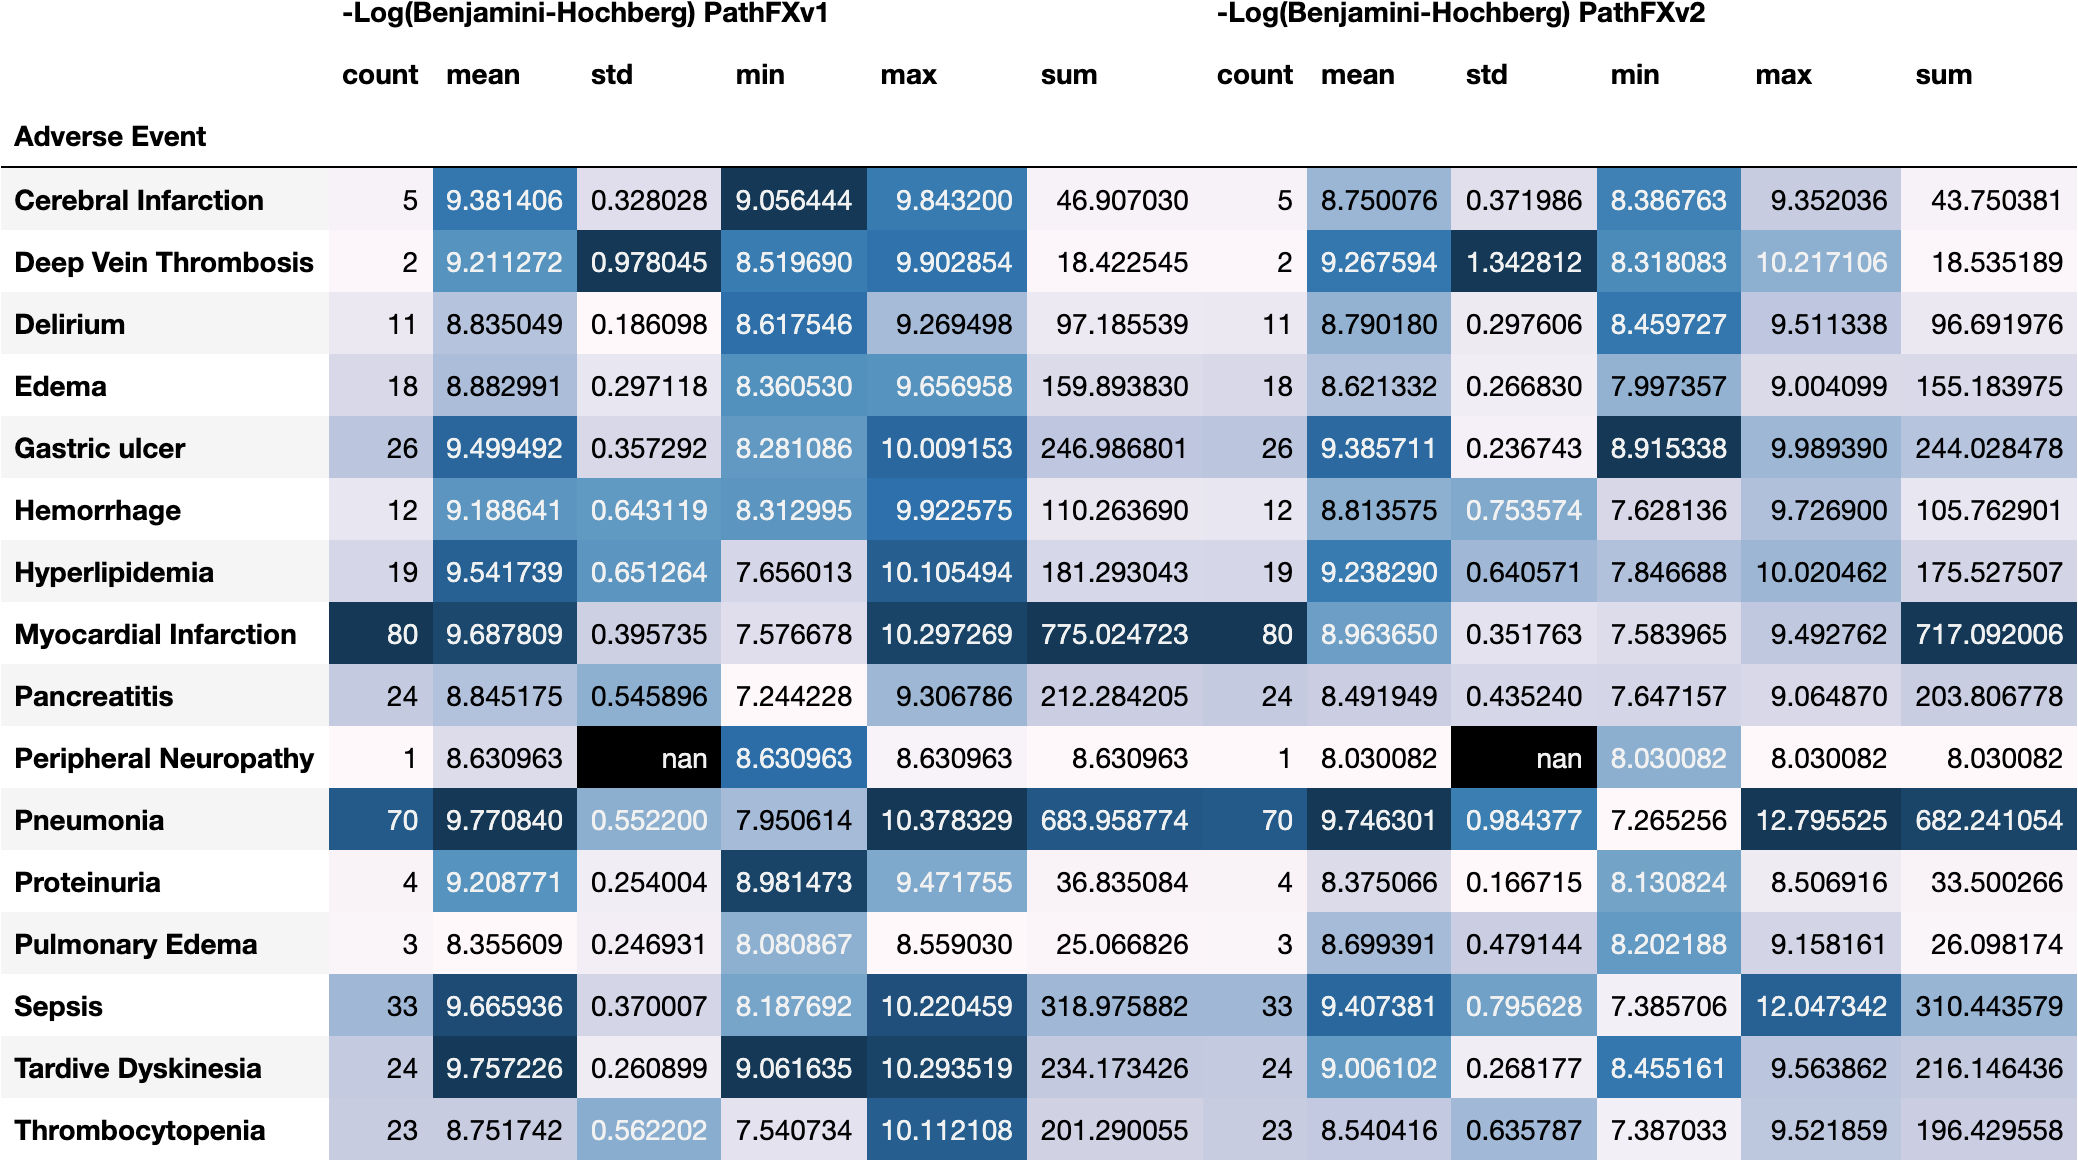 -Log(Benjamini-Hochberg) PathFXv1 -Log(Benjamini-Hochberg) PathFXv2
count mean std min max sum count mean std min max sum
Adverse Event
Cerebral Infarction 5 9.381406 0.328028 9.056444 9.843200 46.907030 5 8.750076 0.371986 8.386763 9.352036 43.750381
Deep Vein Thrombosis 2 9.211272 0.978045 8.519690 9.902854 18.422545 2 9.267594 1.342812 8.318083 10.217106 18.535189
Delirium 11 8.835049 0.186098 8.617546 9.269498 97.185539 11 8.790180 0.297606 8.459727 9.511338 96.691976
Edema 18 8.882991 0.297118 8.360530 9.656958 159.893830 18 8.621332 0.266830 7.997357 9.004099 155.183975
Gastric ulcer 26 9.499492 0.357292 8.281086 10.009153 246.986801 26 9.385711 0.236743 8.915338 9.989390 244.028478
Hemorrhage 12 9.188641 0.643119 8.312995 9.922575 110.263690 12 8.813575 0.753574 7.628136 9.726900 105.762901
Hyperlipidemia 19 9.541739 0.651264 7.656013 10.105494 181.293043 19 9.238290 0.640571 7.846688 10.020462 175.527507
Myocardial Infarction 80 9.687809 0.395735 7.576678 10.297269 775.024723 80 8.963650 0.351763 7.583965 9.492762 717.092006
Pancreatitis 24 8.845175 0.545896 7.244228 9.306786 212.284205 24 8.491949 0.435240 7.647157 9.064870 203.806778
Peripheral Neuropathy 1 8.630963 nan 8.630963 8.630963 8.630963 1 8.030082 nan 8.030082 8.030082 8.030082
Pneumonia 70 9.770840 0.552200 7.950614 10.378329 683.958774 70 9.746301 0.984377 7.265256 12.795525 682.241054
Proteinuria 4 9.208771 0.254004 8.981473 9.471755 36.835084 4 8.375066 0.166715 8.130824 8.506916 33.500266
Pulmonary Edema 3 8.355609 0.246931 8.080867 8.559030 25.066826 3 8.699391 0.479144 8.202188 9.158161 26.098174
Sepsis 33 9.665936 0.370007 8.187692 10.220459 318.975882 33 9.407381 0.795628 7.385706 12.047342 310.443579
Tardive Dyskinesia 24 9.757226 0.260899 9.061635 10.293519 234.173426 24 9.006102 0.268177 8.455161 9.563862 216.146436
Thrombocytopenia 23 8.751742 0.562202 7.540734 10.112108 201.290055 23 8.540416 0.635787 7.387033 9.521859 196.429558